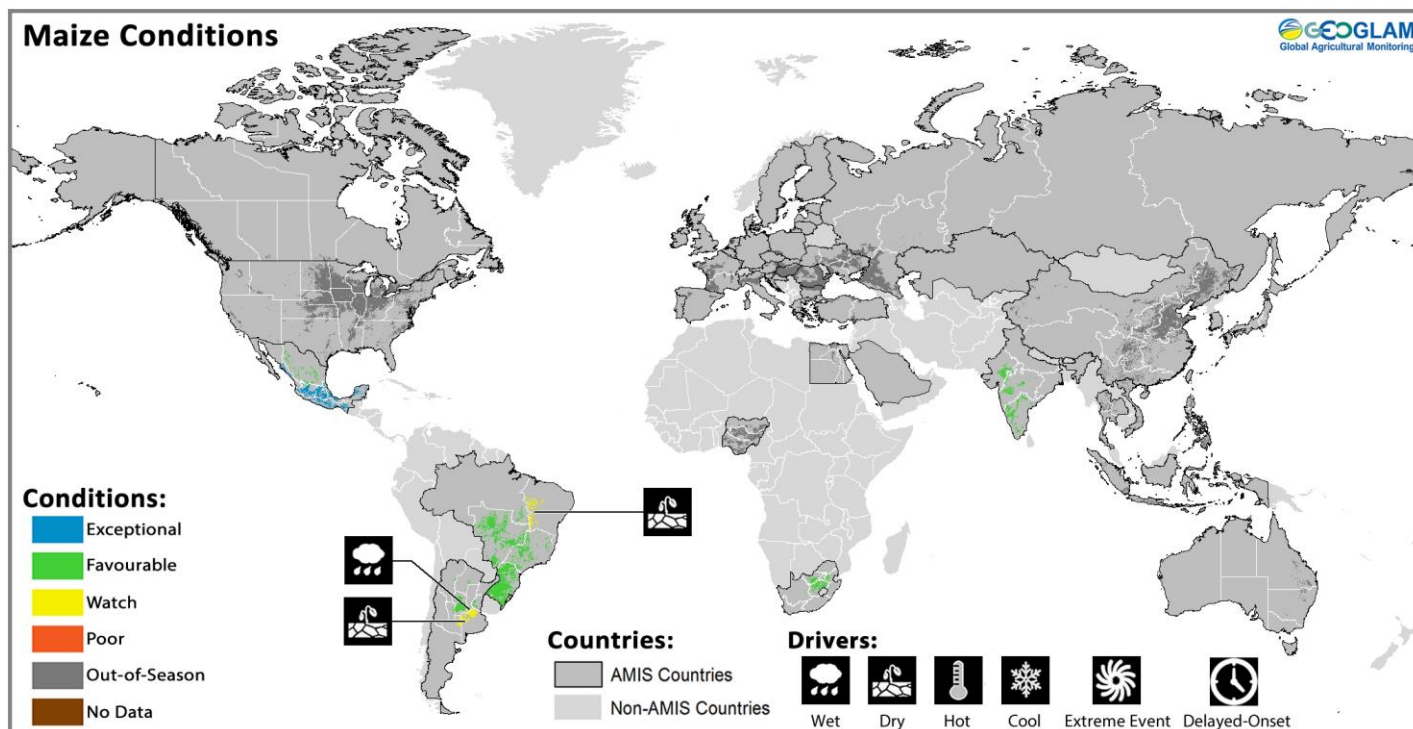 Maize Conditions
GEOGLAM
Global Agricultural Monitoring
Conditions:
Exceptional
Favourable
Watch
Poor
Out-of-Season
No Data
Countries:
AMIS Countries
Non-AMIS Countries
Drivers:
Wet
Dry
Hot
Cool
Extreme Event
Delayed-Onset